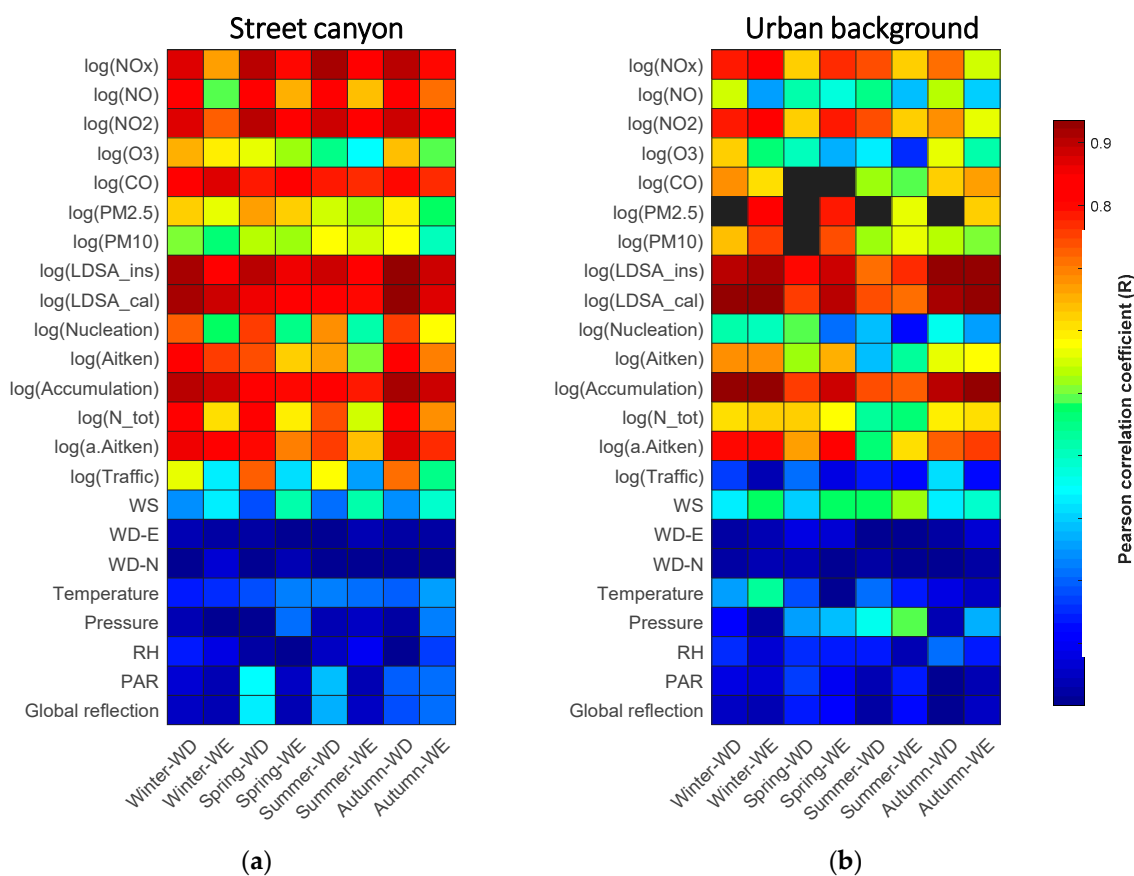 Street canyon
Urban background
log(NOx)
log(NO)
log(NO2)
log(O3)
log(CO)
log(PM2.5)
log(PM10)
log(LDSA_ins)
log(LDSA_cal)
log(Nucleation)
log(Aitken)
log(Accumulation)
log(N_tot)
log(a.Aitken)
log(Traffic)
WS
WD-E
WD-N
Temperature
Pressure
RH
PAR
Global reflection
Winter-WD
Winter-WE
Spring-WD
Spring-WE
Summer-WD
Summer-WE
Autumn-WD
Autumn-WE
(a)
log(NOx)
log(NO)
log(NO2)
log(O3)
log(CO)
log(PM2.5)
log(PM10)
log(LDSA_ins)
log(LDSA_cal)
log(Nucleation)
log(Aitken)
log(Accumulation)
log(N_tot)
log(a.Aitken)
log(Traffic)
WS
WD-E
WD-N
Temperature
Pressure
RH
PAR
Global reflection
Winter-WD
Winter-WE
Spring-WD
Spring-WE
Summer-WD
Summer-WE
Autumn-WD
Autumn-WE
(b)
0.9
0.8
Pearson correlation coefficient (R)